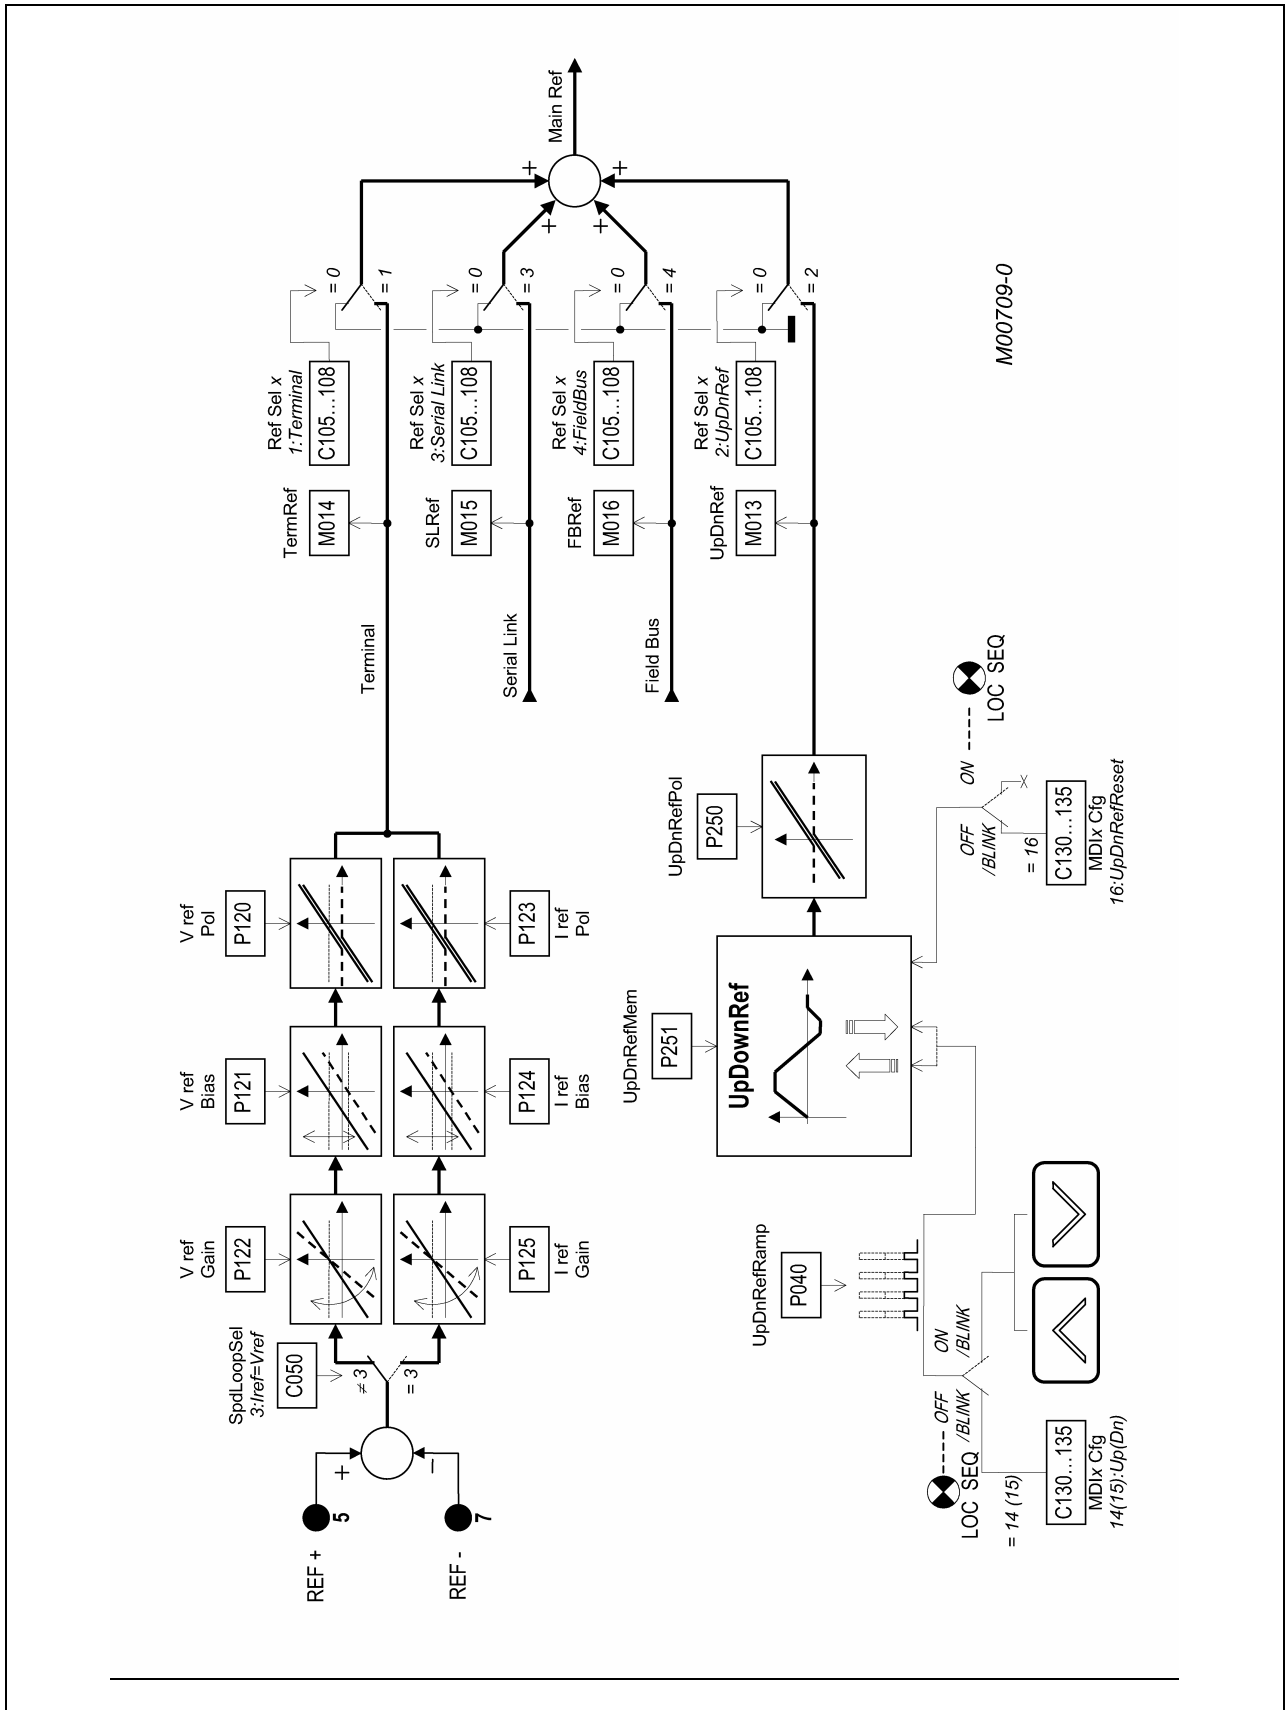 REF +
5
REF -
7
+
−
SpdLoopSel
3:Iref=Vref
C050
≠ 3
= 3
V ref
Gain
P122
V ref
Bias
P121
V ref
Pol
P120
P125
I ref
Gain
P124
I ref
Bias
P123
I ref
Pol
Terminal
TermRef
M014
Ref Sel x
1:Terminal
C105...108
= 0
= 1
Serial Link
SLRef
M015
Ref Sel x
3:Serial Link
C105...108
= 0
= 3
Field Bus
FBRef
M016
Ref Sel x
4:FieldBus
C105...108
= 0
= 4
UpDnRef
M013
Ref Sel x
2:UpDnRef
C105...108
= 0
= 2
+
+
+
+
Main Ref
UpDnRefRamp
P040
UpDnRefMem
P251
UpDownRef
UpDnRefPol
P250
LOC SEQ
OFF
/BLINK
ON
/BLINK
= 14 (15)
C130...135
MDIx Cfg
14(15):Up(Dn)
OFF
/BLINK
ON
LOC SEQ
= 16
C130...135
MDIx Cfg
16:UpDnRefReset
M00709-0